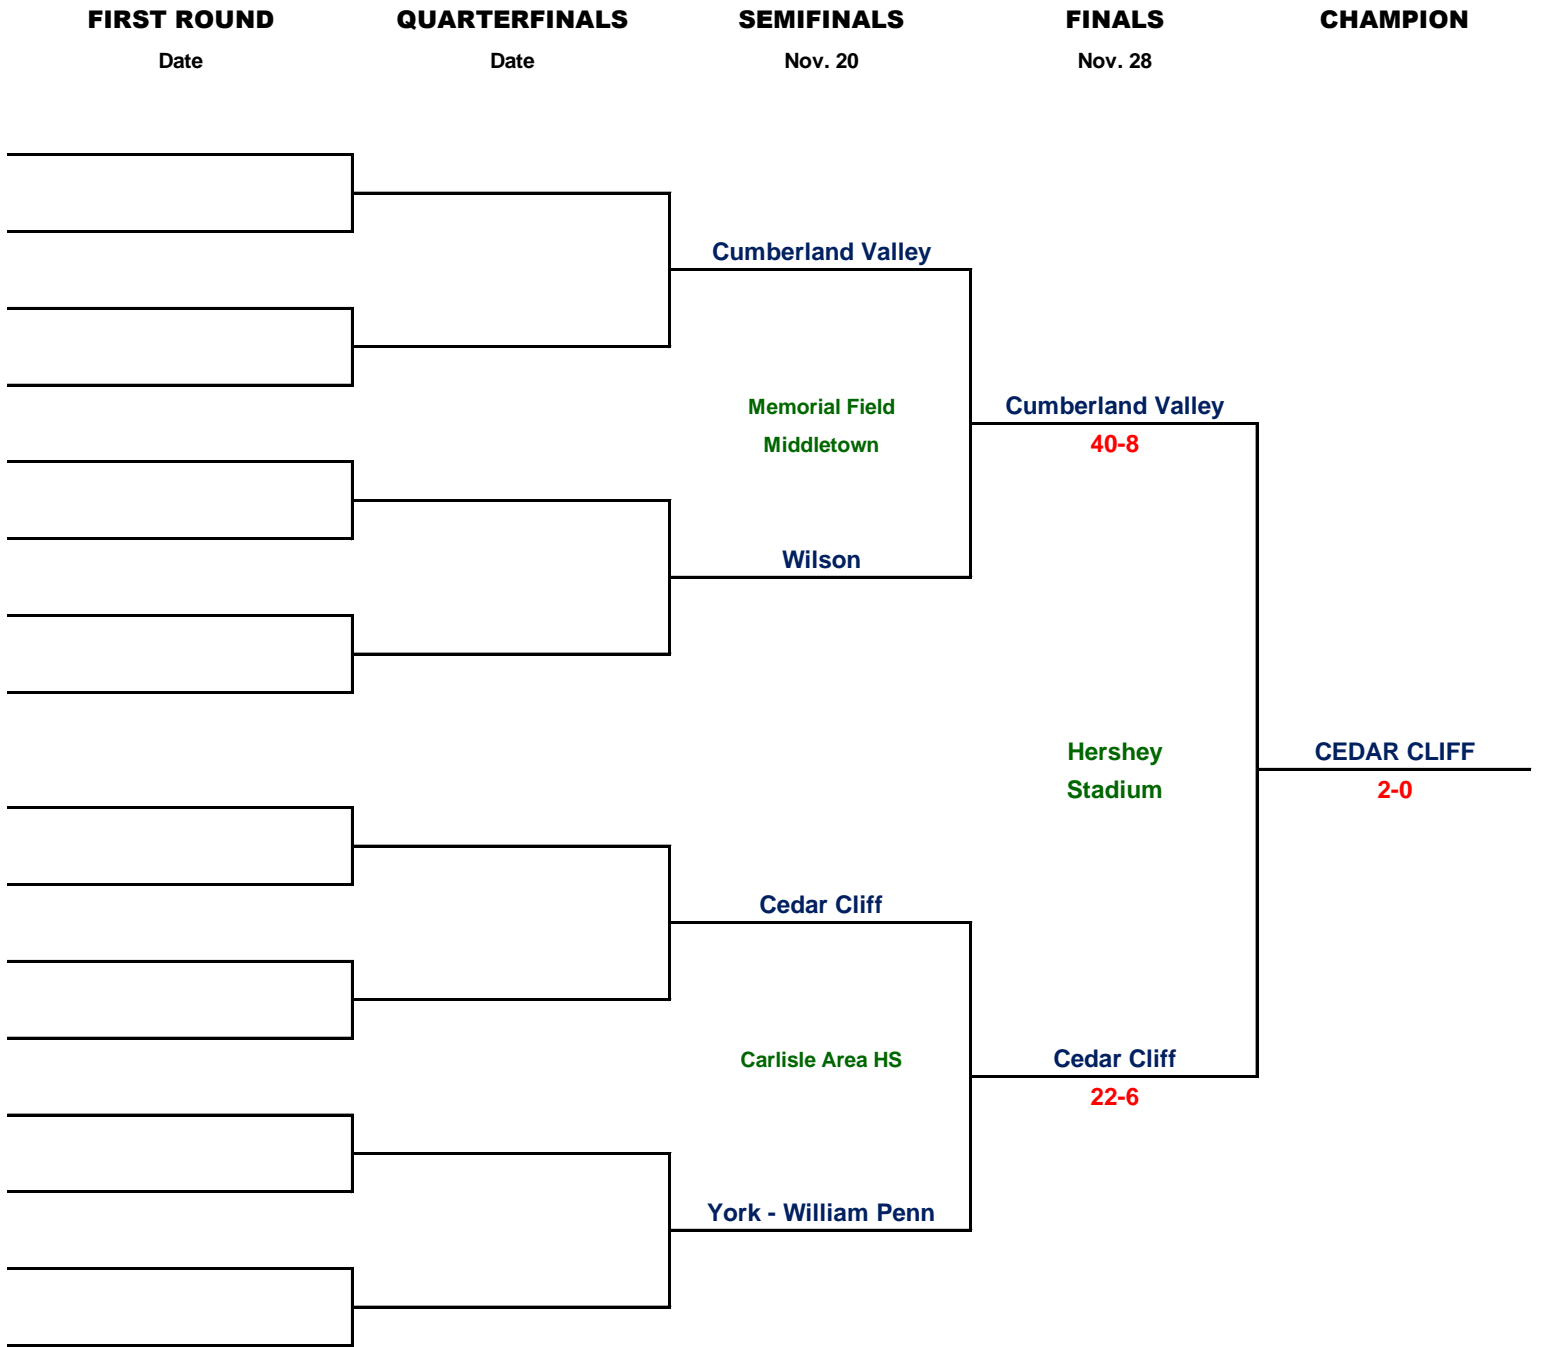 FIRST ROUND
QUARTERFINALS
SEMIFINALS
FINALS
CHAMPION
Date
Date
Nov. 20
Nov. 28
Cumberland Valley
Memorial Field
Middletown
Cumberland Valley
40-8
Wilson
Hershey
Stadium
CEDAR CLIFF
2-0
Cedar Cliff
Carlisle Area HS
Cedar Cliff
22-6
York - William Penn